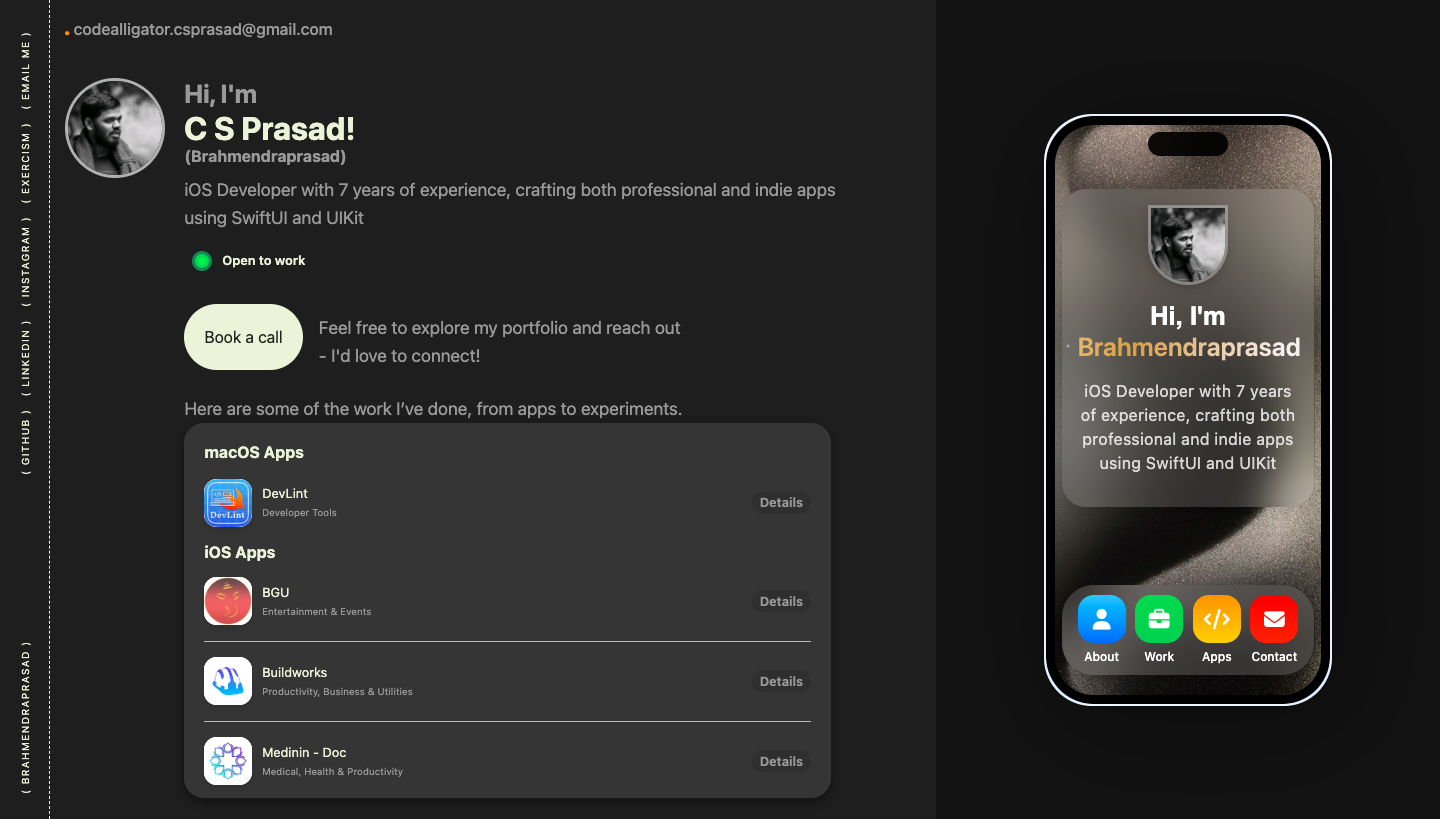 ( EMAIL ME )
( EXERCISM )
( INSTAGRAM )
( LINKEDIN )
( GITHUB )
( BRAHMENDRAPRASAD )
codealligator.csprasad@gmail.com
Hi, I'm
C S Prasad!
(Brahmendraprasad)
iOS Developer with 7 years of experience, crafting both professional and indie apps
using SwiftUI and UIKit
Open to work
Book a call
Feel free to explore my portfolio and reach out
- I'd love to connect!
Here are some of the work I’ve done, from apps to experiments.
macOS Apps
DevLint
DevLint
Developer Tools
Details
iOS Apps
BGU
Entertainment & Events
Details
Buildworks
Productivity, Business & Utilities
Details
Medinin - Doc
Medical, Health & Productivity
Details
Hi, I'm
Brahmendraprasad
iOS Developer with 7 years
of experience, crafting both
professional and indie apps
using SwiftUI and UIKit
About
Work
Apps
Contact